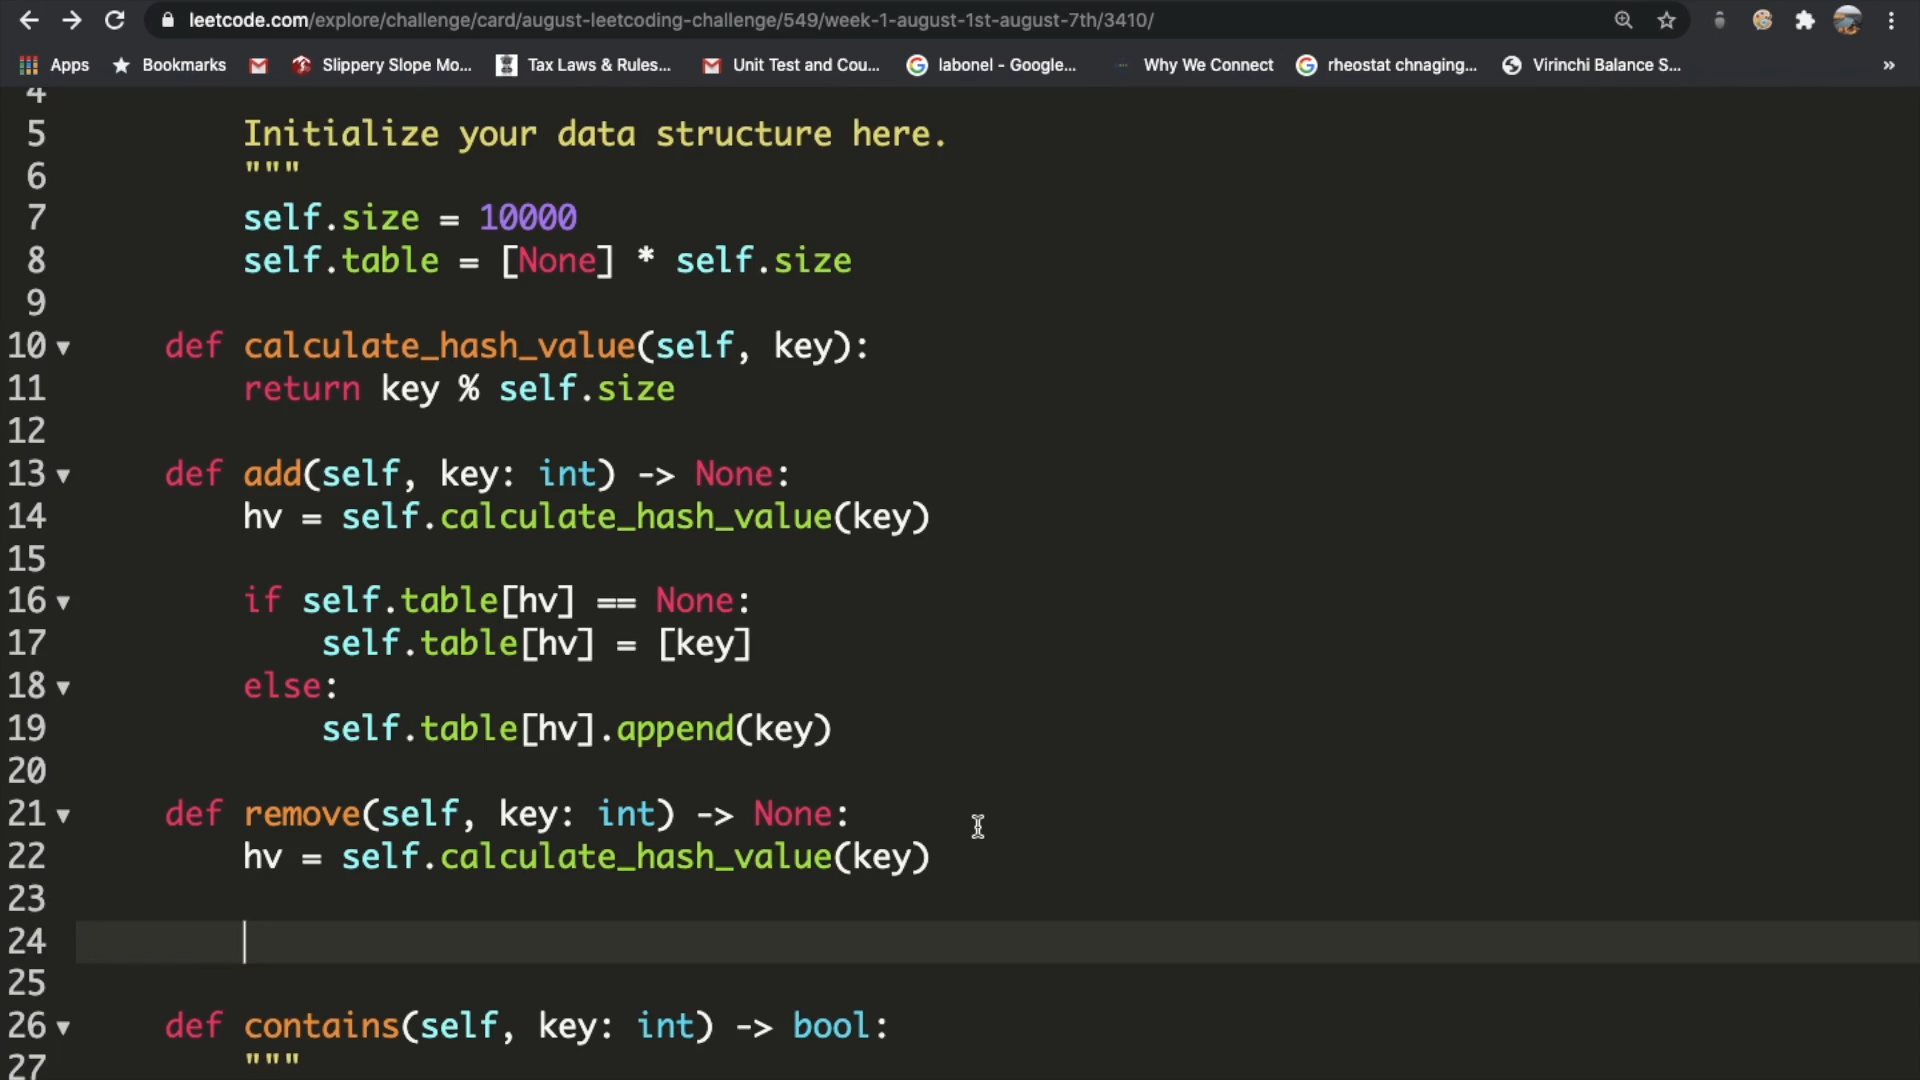 leetcode.com/explore/challenge/card/august-leetcoding-challenge/549/week-1-august-1st-august-7th/3410/
Apps Bookmarks Slippery Slope Mo... Tax Laws & Rules... Unit Test and Cou... labonel - Google... Why We Connect rheostat chnaging... Virinchi Balance S... »
4
5 Initialize your data structure here.
6 """
7 self.size = 10000
8 self.table = [None] * self.size
9
10 def calculate_hash_value(self, key):
11 return key % self.size
12
13 def add(self, key: int) -> None:
14 hv = self.calculate_hash_value(key)
15
16 if self.table[hv] == None:
17 self.table[hv] = [key]
18 else:
19 self.table[hv].append(key)
20
21 def remove(self, key: int) -> None:
22 hv = self.calculate_hash_value(key)
23
24
25
26 def contains(self, key: int) -> bool:
27 """